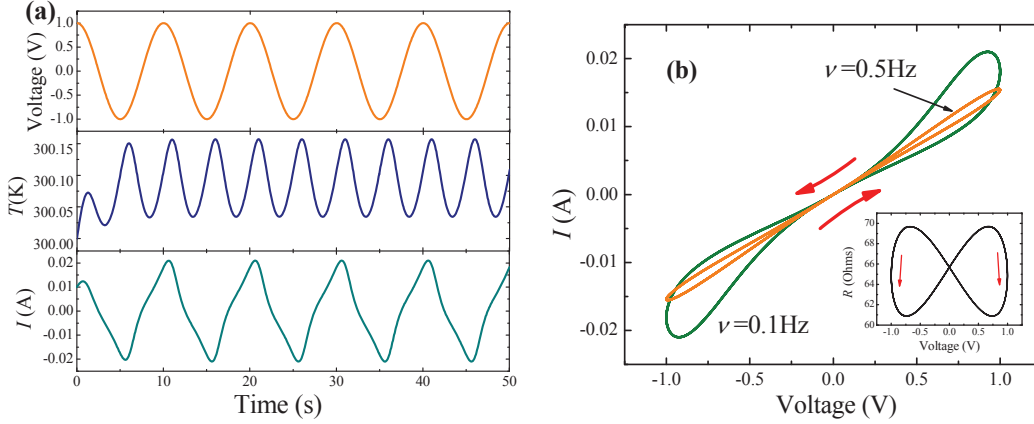 (a)
Voltage (V)
1.0
0.5
0.0
-0.5
-1.0
T(K)
300.15
300.10
300.05
300.00
I (A)
0.02
0.01
0.00
-0.01
-0.02
0 10 20 30 40 50
Time (s)
(b)
I (A)
0.02
0.01
0.00
-0.01
-0.02
ν=0.5Hz
ν=0.1Hz
-1.0 -0.5 0.0 0.5 1.0
Voltage (V)
R (Ohms)
70
68
66
64
62
60
-1.0 -0.5 0.0 0.5 1.0
Voltage (V)